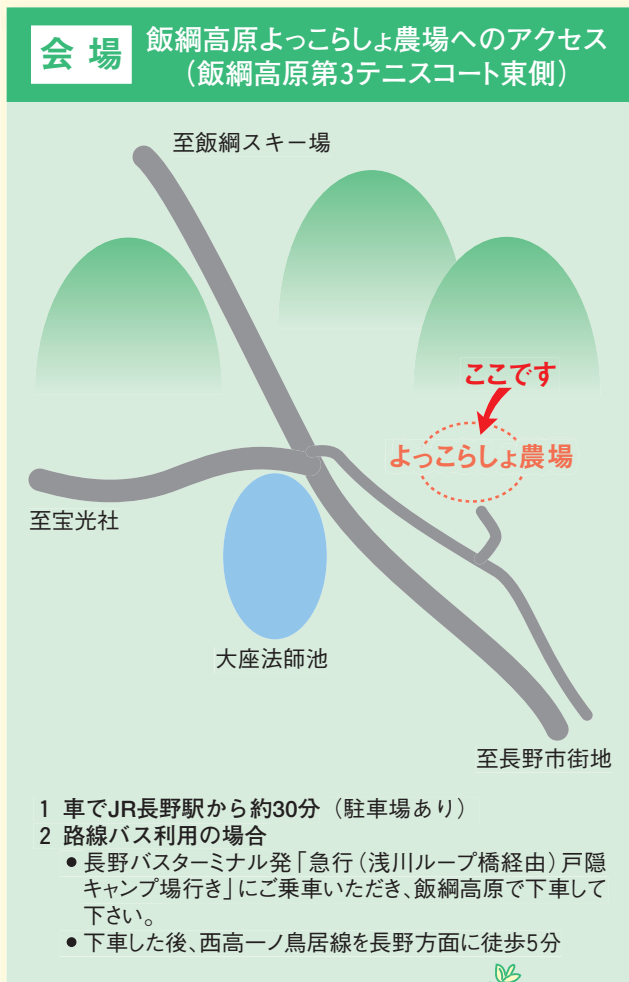 会場
飯綱高原よっこらしょ農場へのアクセス
（飯綱高原第3テニスコート東側）
至飯綱スキー場
ここです
よっこらしょ農場
至宝光社
大座法師池
至長野市街地
1 車でJR長野駅から約30分（駐車場あり）
2 路線バス利用の場合
●長野バスターミナル発「急行（浅川ループ橋経由）戸隠
キャンプ場行き」にご乗車いただき、飯綱高原で下車して
下さい。
●下車した後、西高一ノ鳥居線を長野方面に徒歩5分